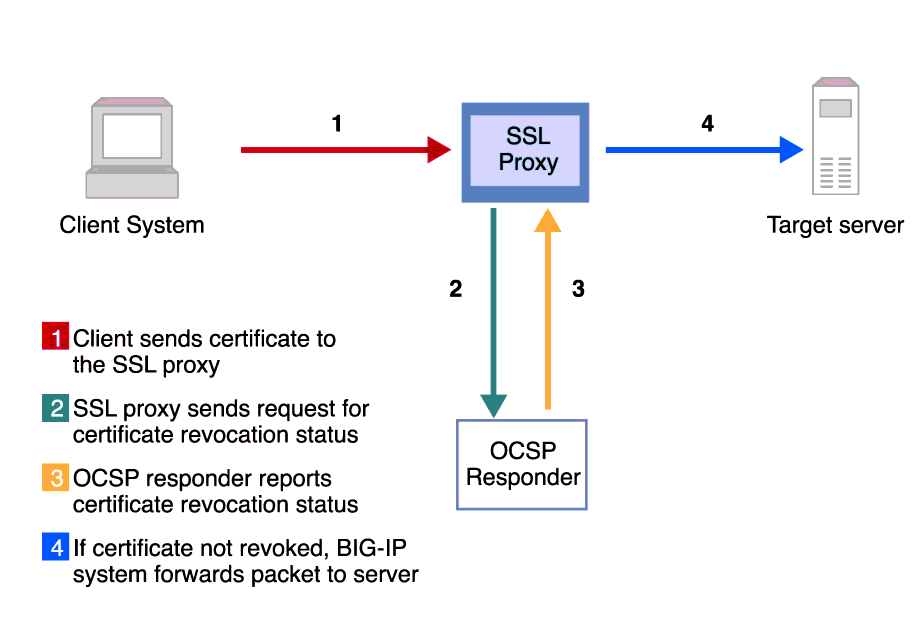 1
4
SSL
Proxy
Client System
Target server
2
3
1 Client sends certificate to
the SSL proxy
2 SSL proxy sends request for
certificate revocation status
3 OCSP responder reports
certificate revocation status
4 If certificate not revoked, BIG-IP
system forwards packet to server
OCSP
Responder